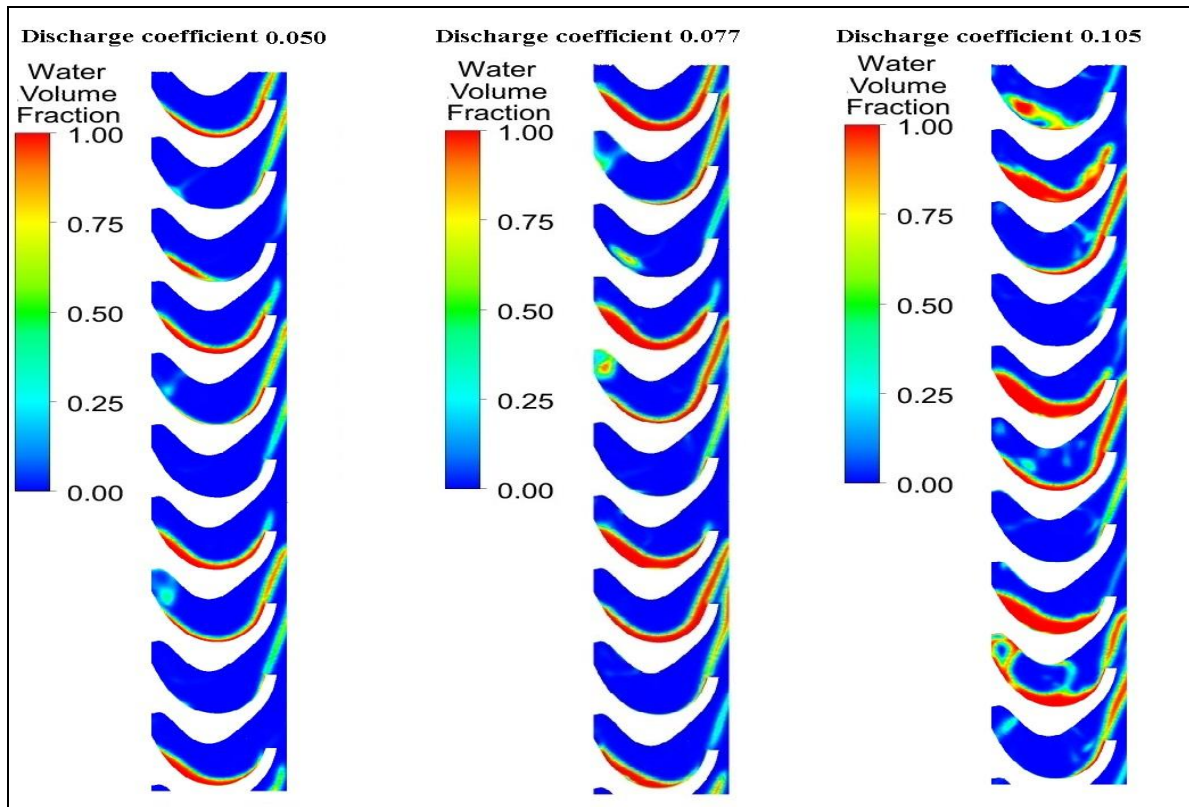 Discharge coefficient 0.050
Water
Volume
Fraction
1.00
0.75
0.50
0.25
0.00
Discharge coefficient 0.077
Water
Volume
Fraction
1.00
0.75
0.50
0.25
0.00
Discharge coefficient 0.105
Water
Volume
Fraction
1.00
0.75
0.50
0.25
0.00